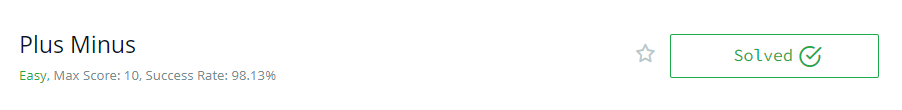 Plus Minus
Solved
Easy, Max Score: 10, Success Rate: 98.13%